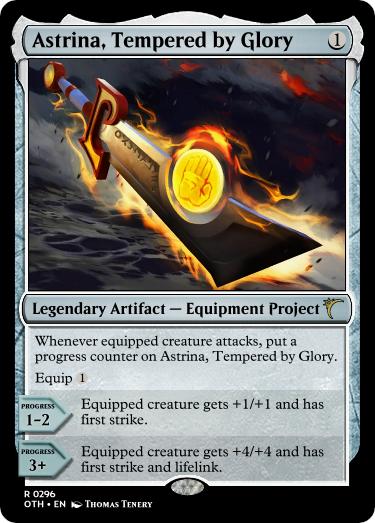 Astrina, Tempered by Glory 1
Legendary Artifact — Equipment Project
Whenever equipped creature attacks, put a
progress counter on Astrina, Tempered by Glory.
Equip 1
PROGRESS
1-2
Equipped creature gets +1/+1 and has
first strike.
PROGRESS
3+
Equipped creature gets +4/+4 and has
first strike and lifelink.
R 0296
OTH • EN Thomas Tenery